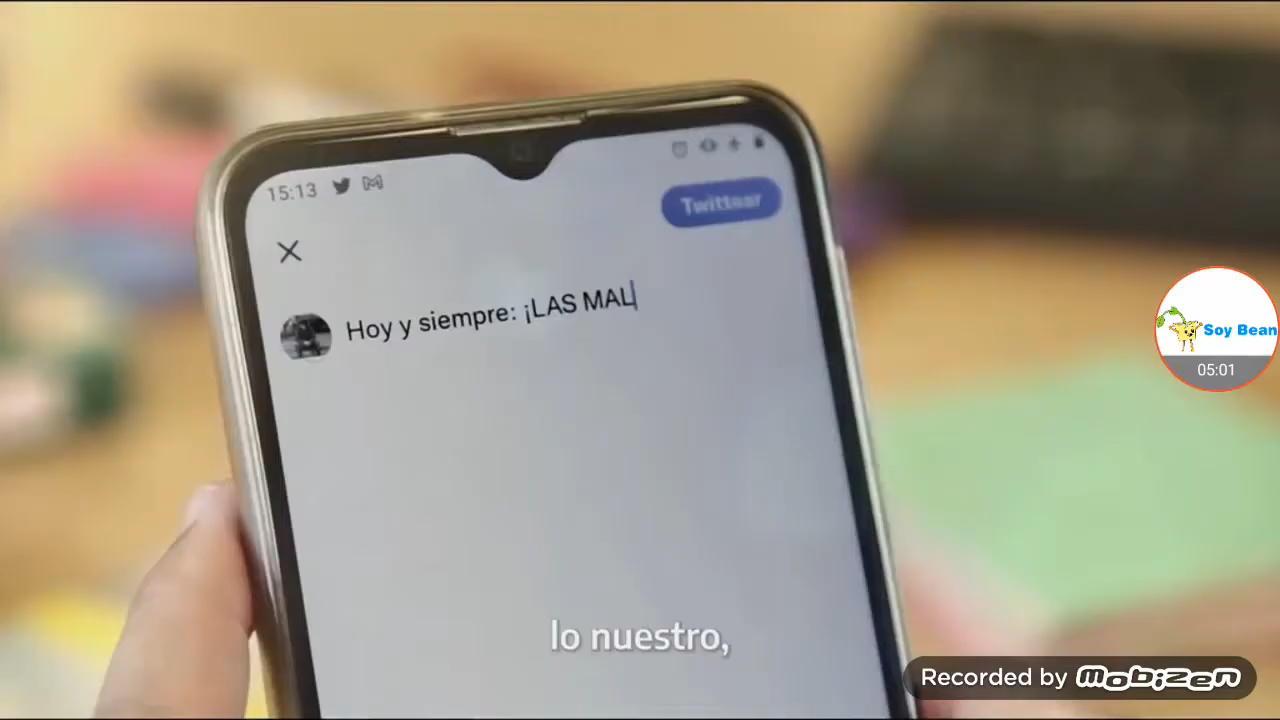 15:13
Twittear
Hoy y siempre: ¡LAS MAL
Soy Bean
05:01
lo nuestro,
Recorded by mobizen